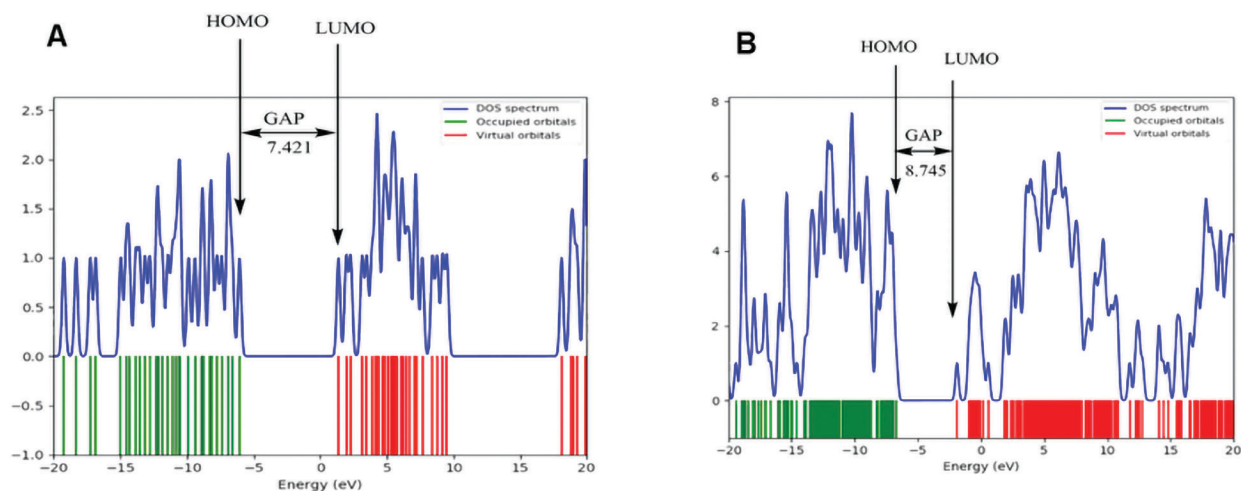 A
HOMO
LUMO
GAP
7.421
DOS spectrum
Occupied orbitals
Virtual orbitals
2.5
2.0
1.5
1.0
0.5
0.0
−0.5
−1.0
−20
−15
−10
−5
0
5
10
15
20
Energy (eV)
B
HOMO
LUMO
GAP
8.745
DOS spectrum
Occupied orbitals
Virtual orbitals
8
6
4
2
0
−20
−15
−10
−5
0
5
10
15
20
Energy (eV)